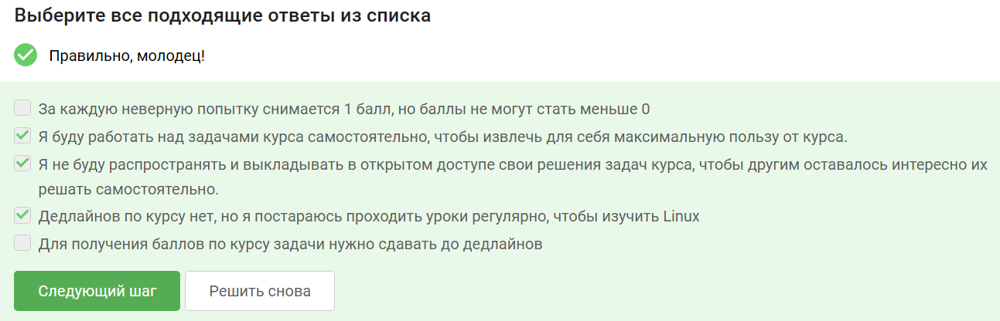 Выберите все подходящие ответы из списка
Правильно, молодец!
За каждую неверную попытку снимается 1 балл, но баллы не могут стать меньше 0
Я буду работать над задачами курса самостоятельно, чтобы извлечь для себя максимальную пользу от курса.
Я не буду распространять и выкладывать в открытом доступе свои решения задач курса, чтобы другим оставалось интересно их
решать самостоятельно.
Дедлайнов по курсу нет, но я постараюсь проходить уроки регулярно, чтобы изучить Linux
Для получения баллов по курсу задачи нужно сдавать до дедлайнов
Следующий шаг Решить снова